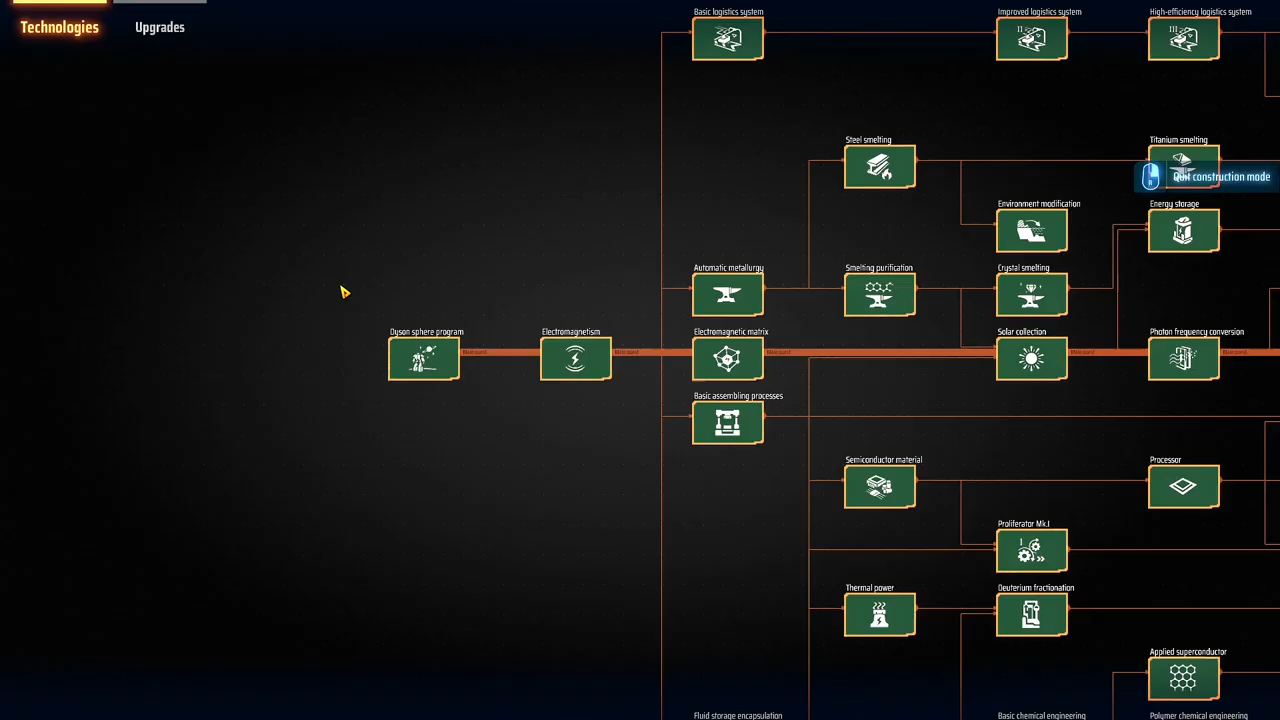 Technologies
Upgrades
Basic logistics system
Improved logistics system
High-efficiency logistics system
Steel smelting
Titanium smelting
Quit construction mode
Environment modification
Energy storage
Automatic metallurgy
Smelting purification
Crystal smelting
Dyson sphere program
Electromagnetism
Electromagnetic matrix
Solar collection
Photon frequency conversion
Basic assembling processes
Semiconductor material
Processor
Proliferator Mk.I
Thermal power
Deuterium fractionation
Applied superconductor
Fluid storage encapsulation
Basic chemical engineering
Polymer chemical engineering